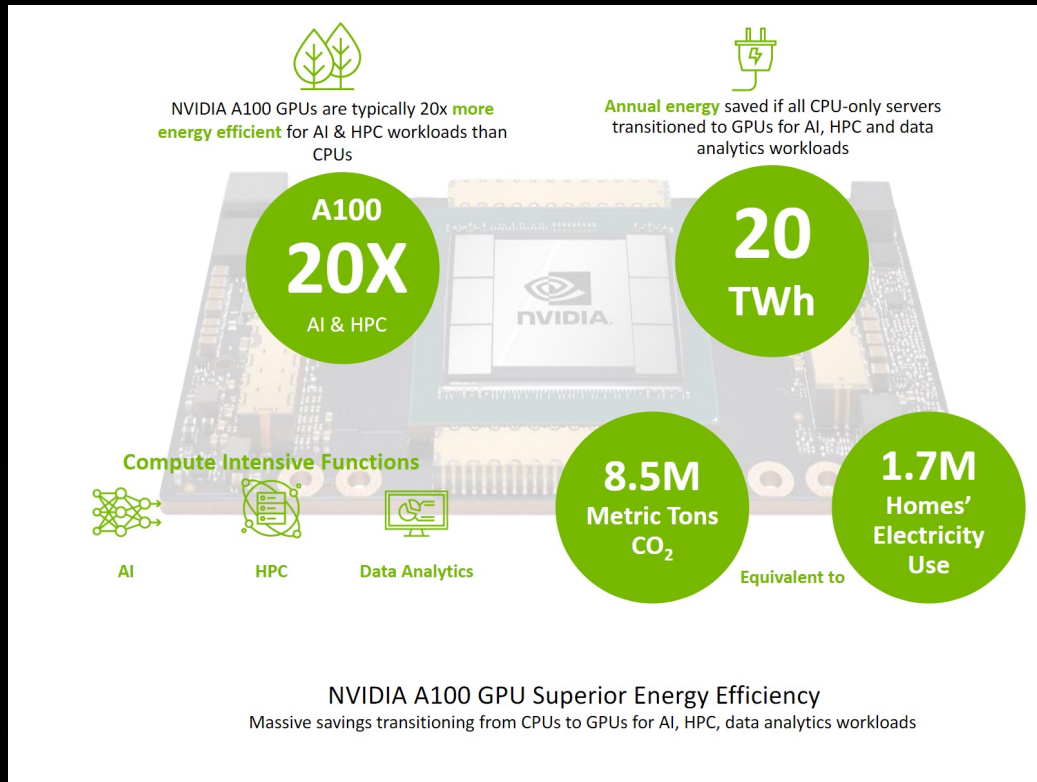 NVIDIA A100 GPUs are typically 20x more
energy efficient for AI & HPC workloads than
CPUs
Annual energy saved if all CPU-only servers
transitioned to GPUs for AI, HPC and data
analytics workloads
A100
20X
AI & HPC
20
TWh
NVIDIA.
Compute Intensive Functions
AI
HPC
Data Analytics
8.5M
Metric Tons
CO₂
Equivalent to
1.7M
Homes’
Electricity
Use
NVIDIA A100 GPU Superior Energy Efficiency
Massive savings transitioning from CPUs to GPUs for AI, HPC, data analytics workloads